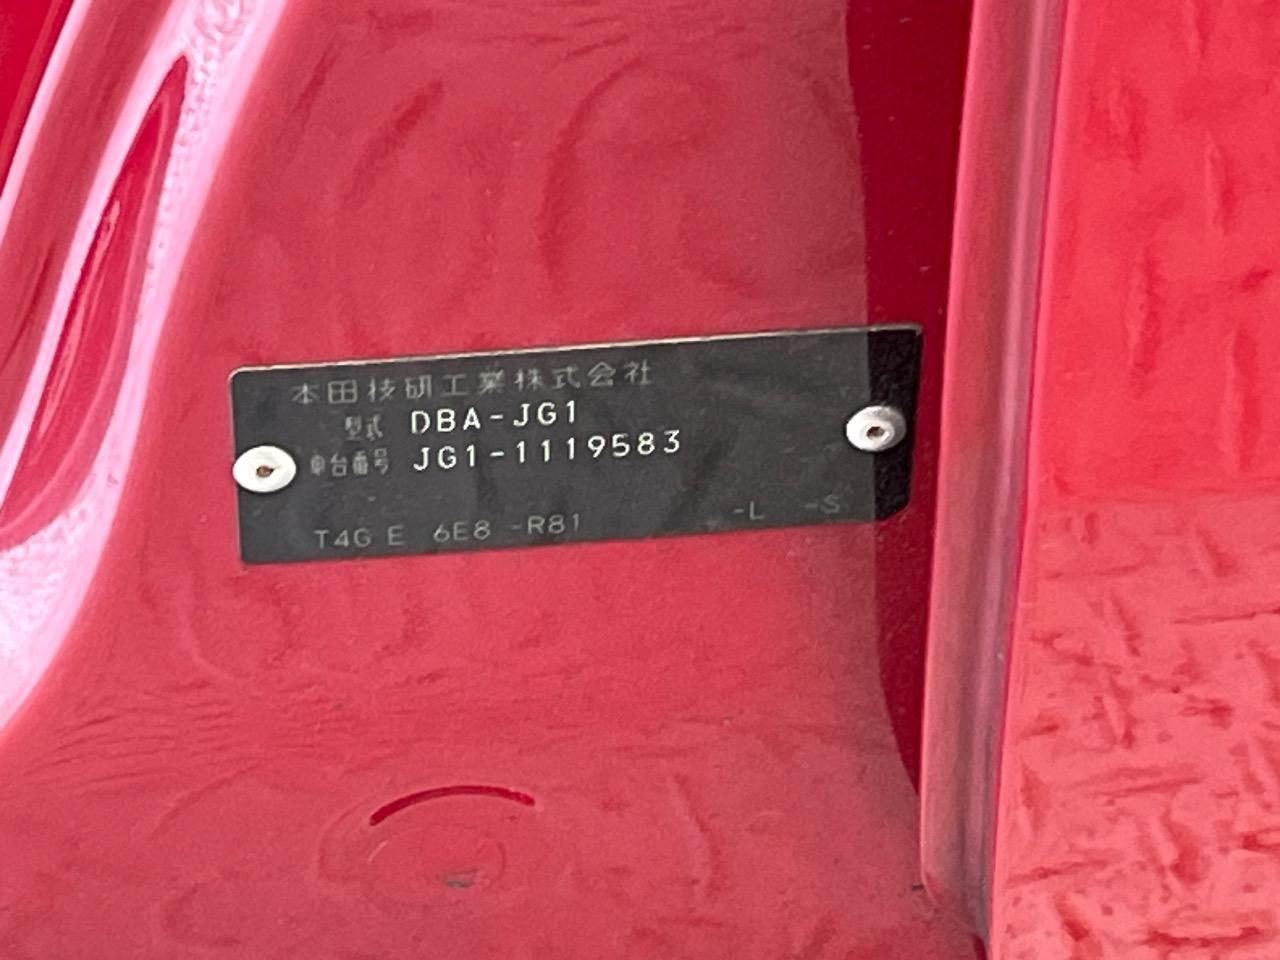 本田技研工業株式会社
型式 DBA-JG1
車台番号 JG1-1119583
T4G E 6E8 -R81 -L -S